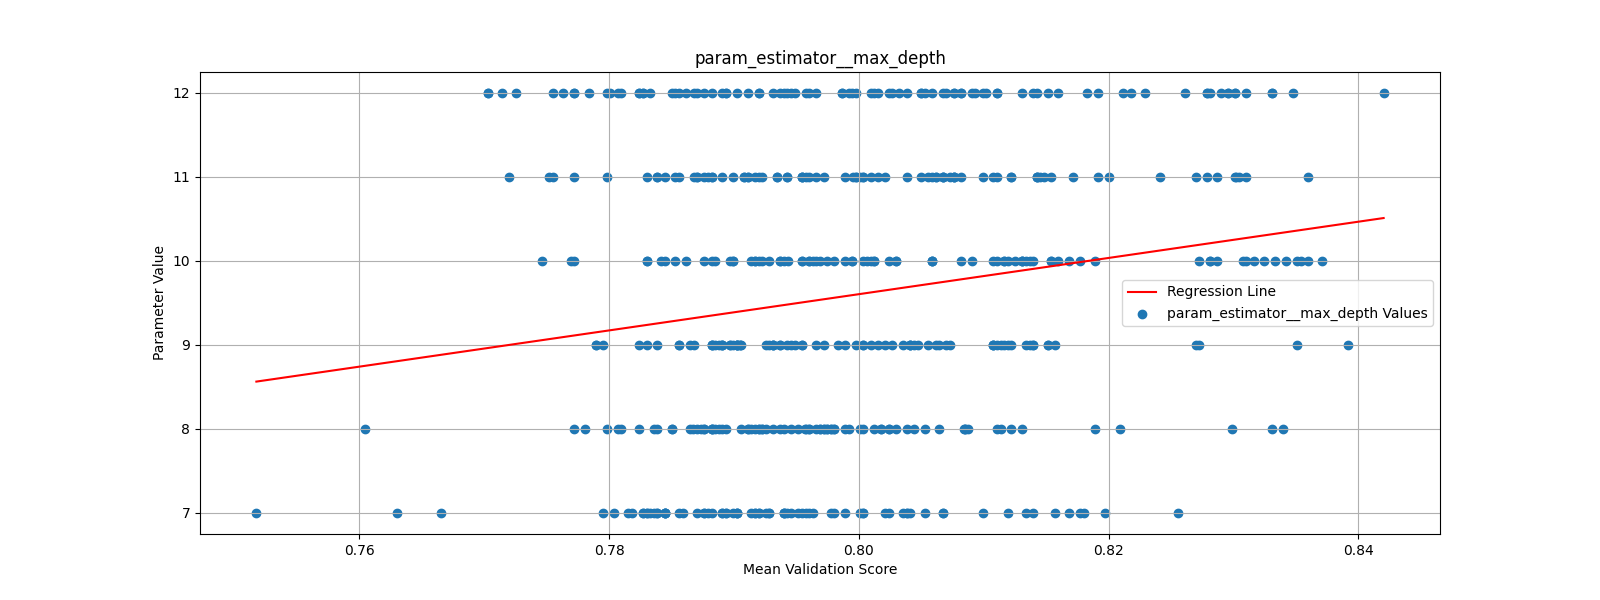 param_estimator__max_depth
12
11
10
9
8
7
Parameter Value
Regression Line
param_estimator__max_depth Values
0.76 0.78 0.80 0.82 0.84
Mean Validation Score